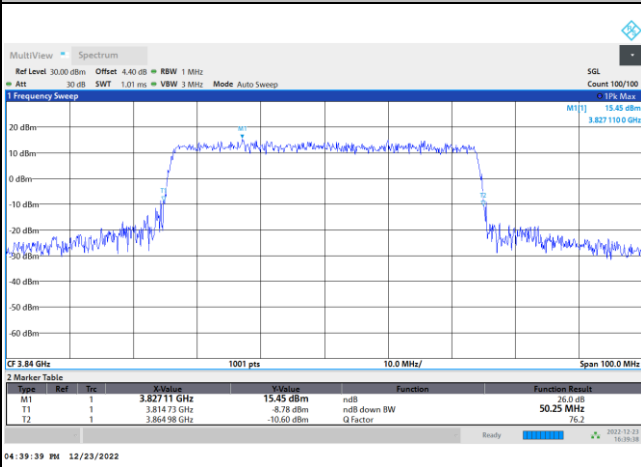 MultiView Spectrum
Ref Level 30.00 dBm Offset 4.40 dB RBW 1 MHz SGL
Att 30 dB SWT 1.01 ms VBW 3 MHz Mode Auto Sweep Count 100/100
1 Frequency Sweep 1Pk Max
M1[1] 15.45 dBm
3.827 110 0 GHz
20 dBm
M1
10 dBm
0 dBm
T1
T2
-10 dBm
-20 dBm
-30 dBm
-40 dBm
-50 dBm
-60 dBm
CF 3.84 GHz 1001 pts 10.0 MHz/ Span 100.0 MHz
2 Marker Table
Type Ref Trc X-Value Y-Value Function Function Result
M1 1 3.827 11 GHz 15.45 dBm ndB 26.0 dB
T1 1 3.814 73 GHz -8.78 dBm ndB down BW 50.25 MHz
T2 1 3.864 98 GHz -10.60 dBm Q Factor 76.2
Ready 2022-12-23
16:39:38
04:39:39 PM 12/23/2022